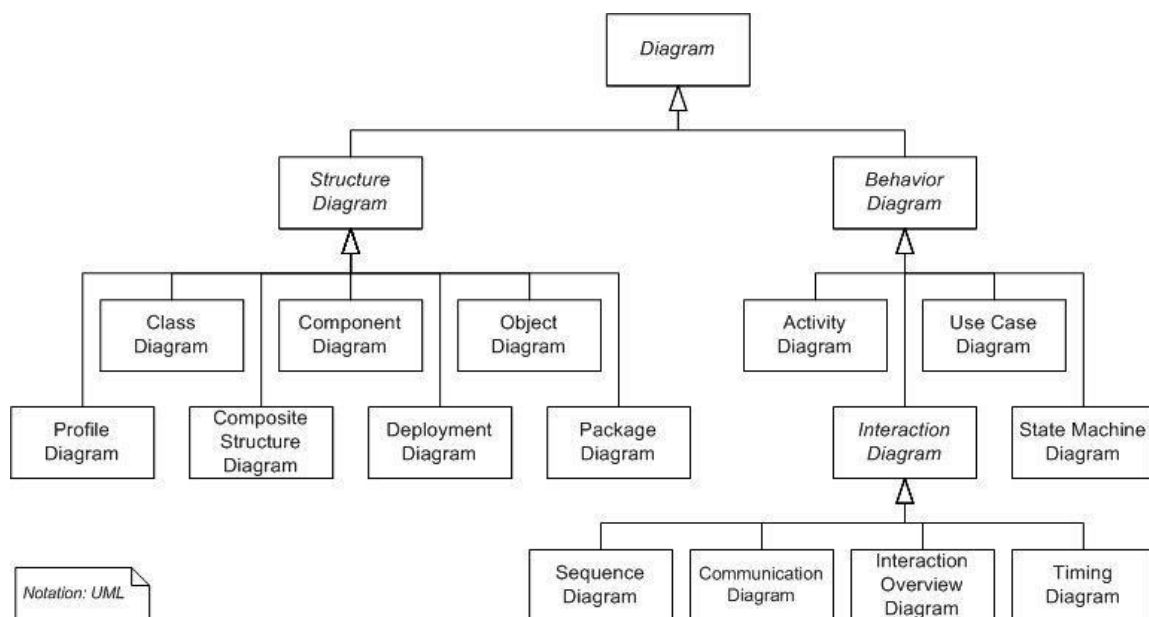 Diagram
Structure
Diagram
Behavior
Diagram
Class
Diagram
Component
Diagram
Object
Diagram
Activity
Diagram
Use Case
Diagram
Profile
Diagram
Composite
Structure
Diagram
Deployment
Diagram
Package
Diagram
Interaction
Diagram
State Machine
Diagram
Sequence
Diagram
Communication
Diagram
Interaction
Overview
Diagram
Timing
Diagram
Notation: UML